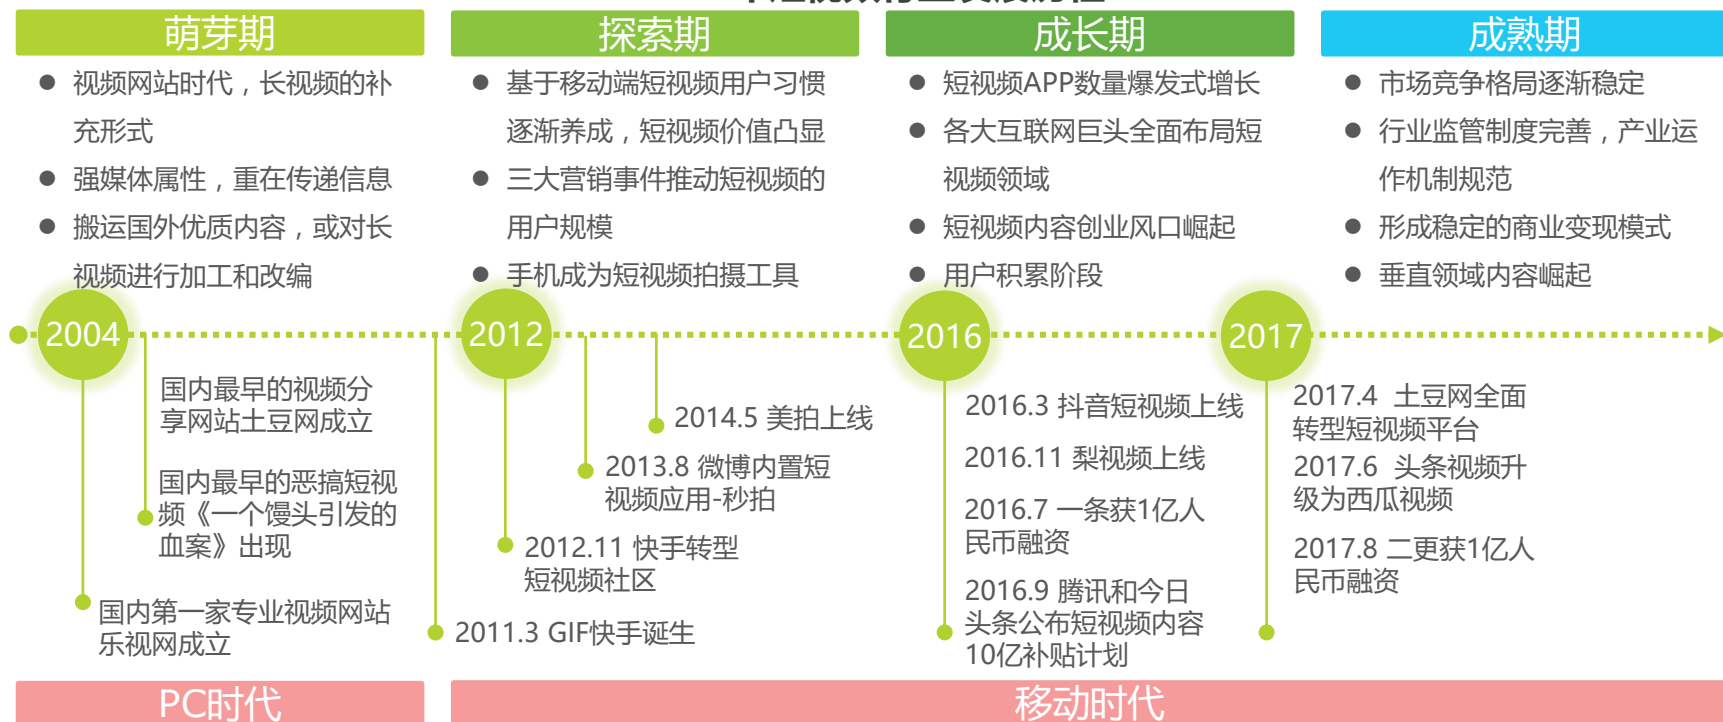 萌芽期
视频网站时代，长视频的补
充形式
强媒体属性，重在传递信息
搬运国外优质内容，或对长
视频进行加工和改编
探索期
基于移动端短视频用户习惯
逐渐养成，短视频价值凸显
三大营销事件推动短视频的
用户规模
手机成为短视频拍摄工具
成长期
短视频APP数量爆发式增长
各大互联网巨头全面布局短
视频领域
短视频内容创业风口崛起
用户积累阶段
成熟期
市场竞争格局逐渐稳定
行业监管制度完善，产业运
作机制规范
形成稳定的商业变现模式
垂直领域内容崛起
2004
2012
2016
2017
国内最早的视频分
享网站土豆网成立
国内最早的恶搞短视
频《一个馒头引发的
血案》出现
国内第一家专业视频网站
乐视网成立
2014.5 美拍上线
2013.8 微博内置短
视频应用-秒拍
2012.11 快手转型
短视频社区
2011.3 GIF快手诞生
2016.3 抖音短视频上线
2016.11 梨视频上线
2016.7 一条获1亿人
民币融资
2016.9 腾讯和今日
头条公布短视频内容
10亿补贴计划
2017.4 土豆网全面
转型短视频平台
2017.6 头条视频升
级为西瓜视频
2017.8 二更获1亿人
民币融资
PC时代
移动时代